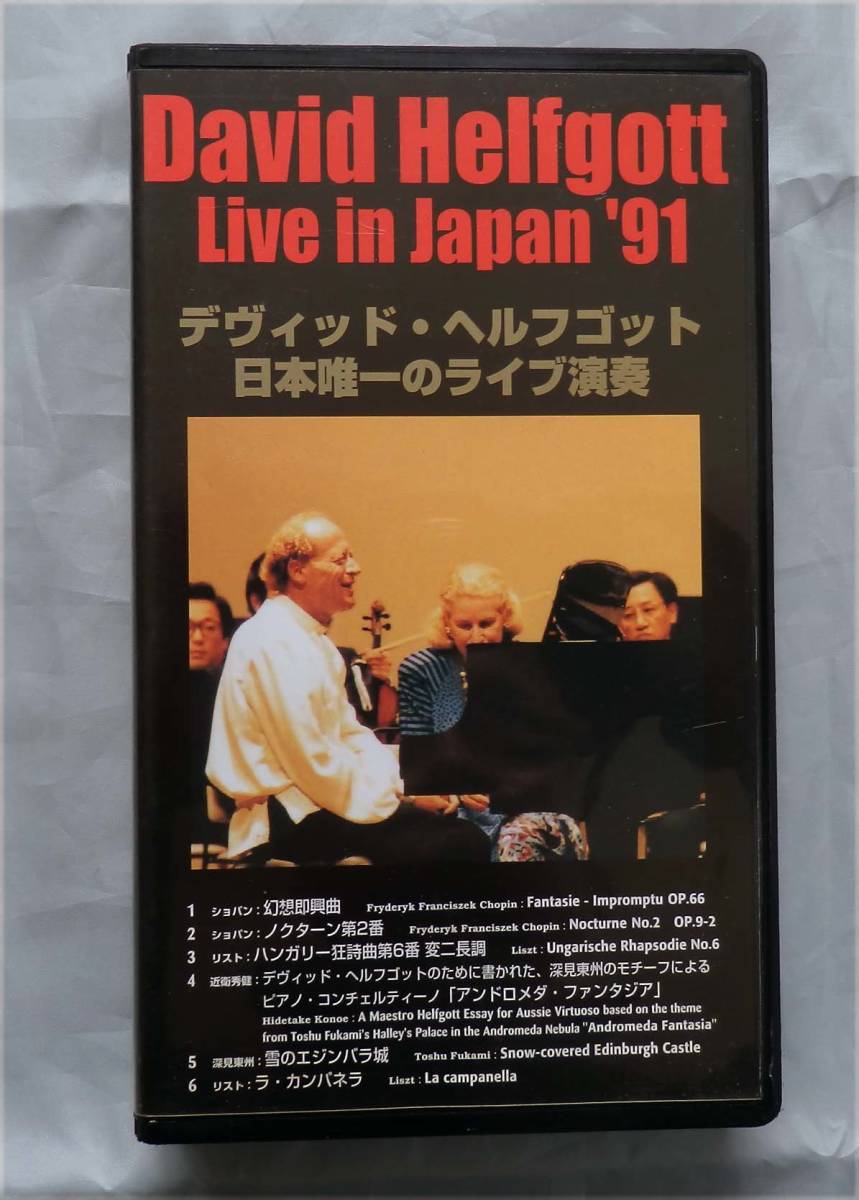 David Helfgott
Live in Japan '91
デヴィッド・ヘルフゴット
日本唯一のライブ演奏
1 ショパン：幻想即興曲 Fryderyk Franciszek Chopin : Fantasie - Impromptu OP.66
2 ショパン：ノクターン第2番 Fryderyk Franciszek Chopin : Nocturne No.2 OP.9-2
3 リスト：ハンガリー狂詩曲第6番 変ニ長調 Liszt : Ungarische Rhapsodie No.6
4 近衛秀健：デヴィッド・ヘルフゴットのために書かれた、深見東州のモチーフによる
ピアノ・コンチェルティーノ「アンドロメダ・ファンタジア」
Hidetake Konoe : A Maestro Helfgott Essay for Aussie Virtuoso based on the theme
from Toshu Fukami's Halley's Palace in the Andromeda Nebula "Andromeda Fantasia"
5 深見東州：雪のエジンバラ城 Toshu Fukami : Snow-covered Edinburgh Castle
6 リスト：ラ・カンパネラ Liszt : La campanella